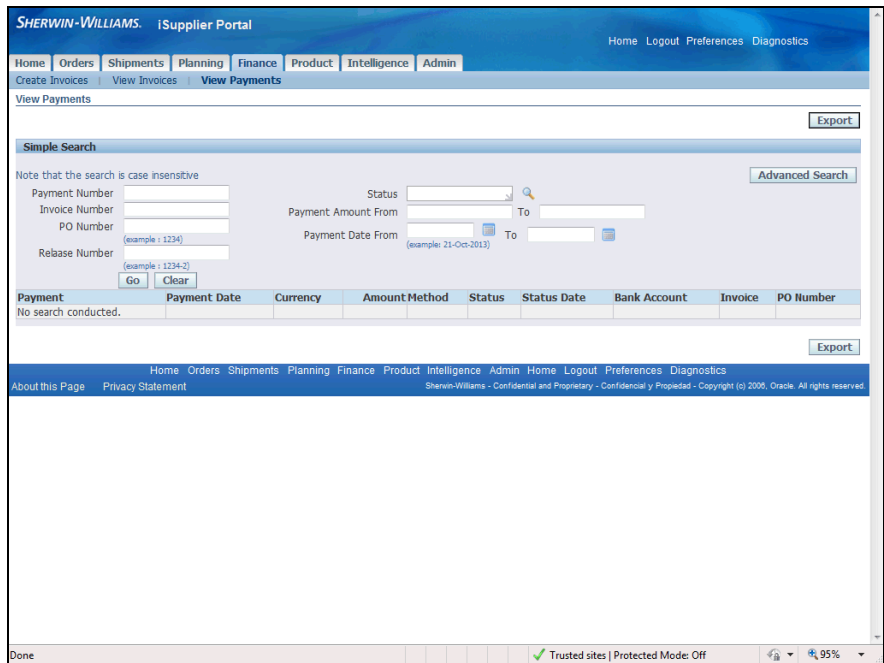 SHERWIN-WILLIAMS. iSupplier Portal
Home Logout Preferences Diagnostics
Home Orders Shipments Planning Finance Product Intelligence Admin
Create Invoices | View Invoices | View Payments
View Payments
Export
Simple Search
Note that the search is case insensitive
Advanced Search
Payment Number
Status
Invoice Number
Payment Amount From To
PO Number
(example : 1234)
Payment Date From To
(example: 21-Oct-2013)
Release Number
(example : 1234-2)
Go Clear
Payment Payment Date Currency Amount Method Status Status Date Bank Account Invoice PO Number
No search conducted.
Export
Home Orders Shipments Planning Finance Product Intelligence Admin Home Logout Preferences Diagnostics
About this Page Privacy Statement
Sherwin-Williams - Confidential and Proprietary - Confidencial y Propiedad - Copyright (c) 2006, Oracle. All rights reserved.
Done
Trusted sites | Protected Mode: Off
95%